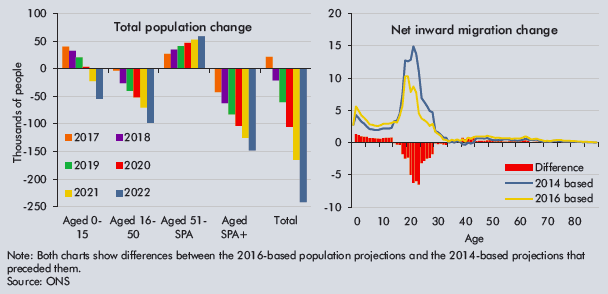 Total population change
100
50
0
-50
-100
-150
-200
-250
Thousands of people
2017
2018
2019
2020
2021
2022
Aged 0-
15
Aged 16-
50
Aged 51-
SPA
Aged
SPA+
Total
Net inward migration change
20
15
10
5
0
-5
-10
Difference
2014 based
2016 based
0
10
20
30
40
50
60
70
80
Age
Note: Both charts show differences between the 2016-based population projections and the 2014-based projections that
preceded them.
Source: ONS